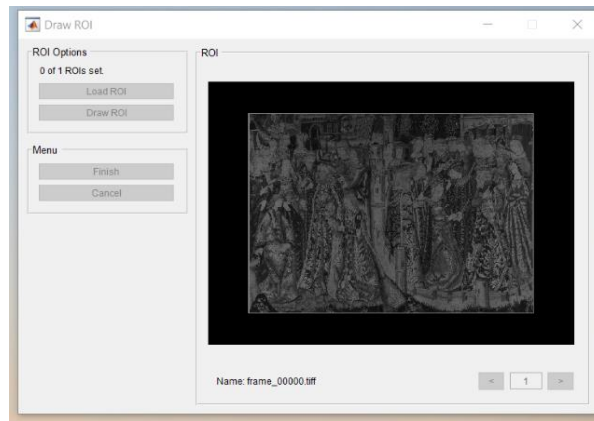 Draw ROI
ROI Options
0 of 1 ROIs set.
Load ROI
Draw ROI
Menu
Finish
Cancel
ROI
Name: frame_00000.tiff
< 1 >